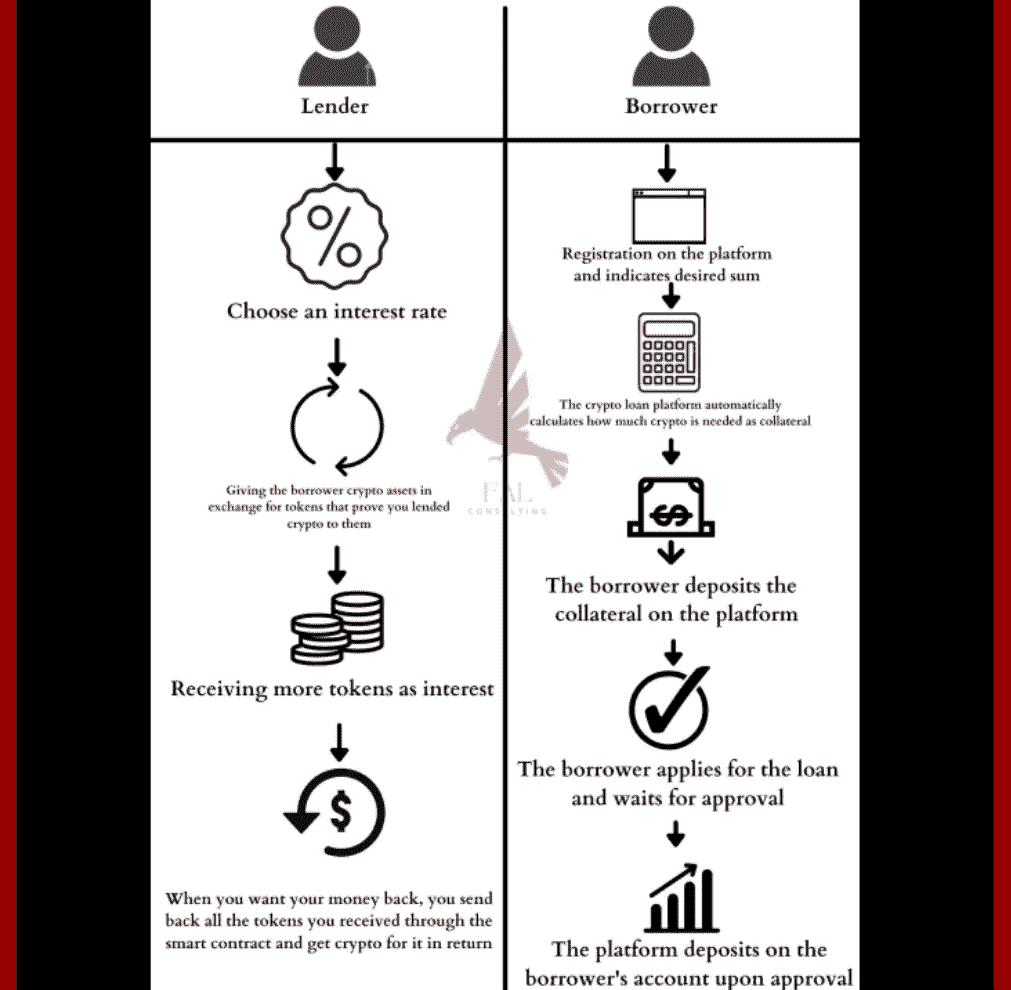 Lender
Choose an interest rate
Giving the borrower crypto assets in
exchange for tokens that prove you lended
crypto to them
Receiving more tokens as interest
$
When you want your money back, you send
back all the tokens you received through the
smart contract and get crypto for it in return
Borrower
Registration on the platform
and indicates desired sum
The crypto loan platform automatically
calculates how much crypto is needed as collateral
$
The borrower deposits the
collateral on the platform
The borrower applies for the loan
and waits for approval
The platform deposits on the
borrower's account upon approval
%
FAL
CONSULTING